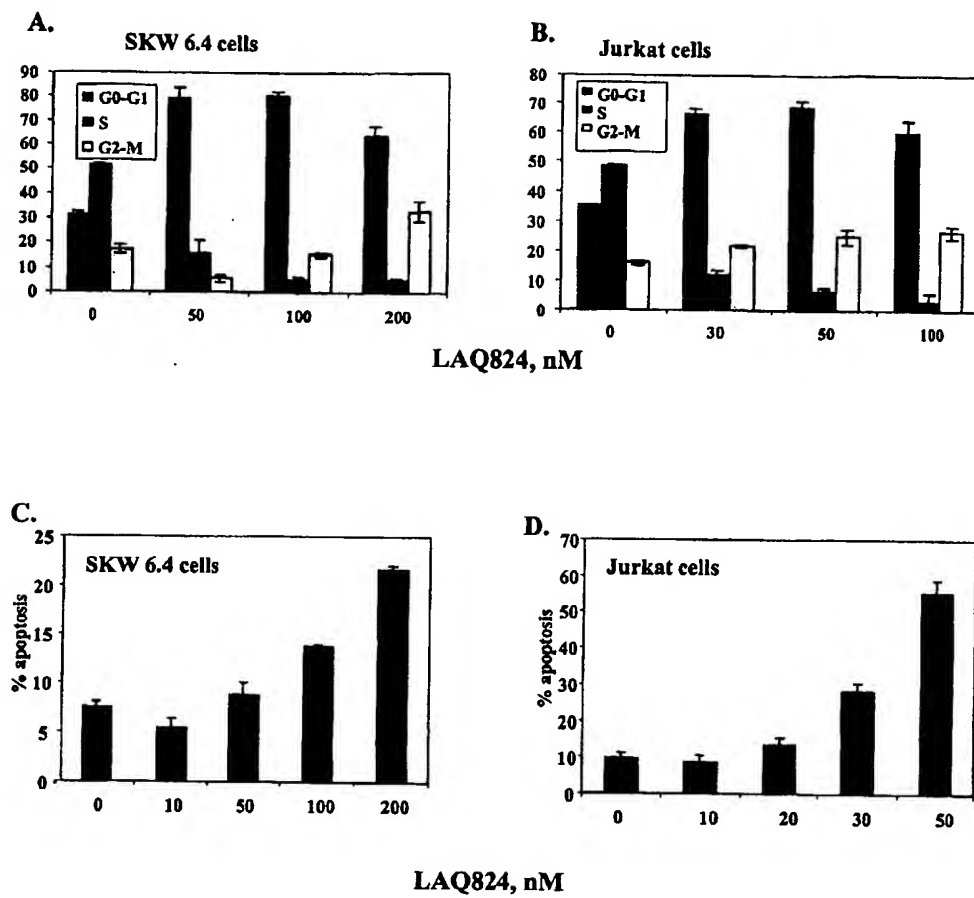 A.
SKW 6.4 cells
90
80
70
60
50
40
30
20
10
0
G0-G1
S
G2-M
0 50 100 200
B.
Jurkat cells
80
70
60
50
40
30
20
10
0
G0-G1
S
G2-M
0 30 50 100
LAQ824, nM
C.
SKW 6.4 cells
% apoptosis
25
20
15
10
5
0
0 10 50 100 200
D.
Jurkat cells
% apoptosis
70
60
50
40
30
20
10
0
0 10 20 30 50
LAQ824, nM